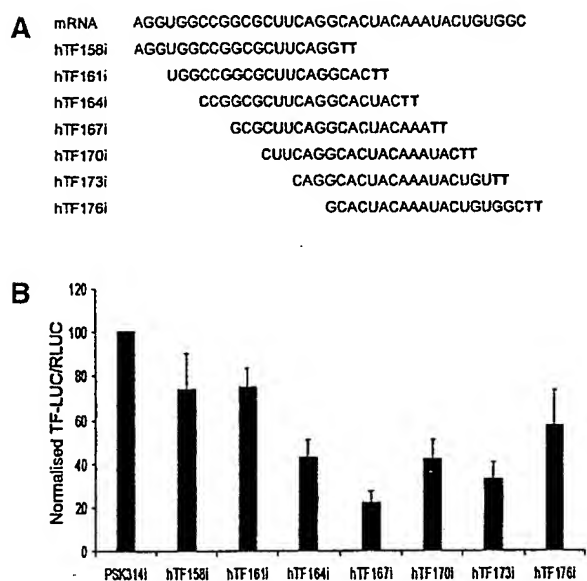 A
mRNA AGGUGGCCGGCGCUUCAGGCACUACAAAUACUGUGGC
hTF158i AGGUGGCCGGCGCUUCAGGTT
hTF161i UGGCCGGCGCUUCAGGCACTT
hTF164i CCGGCGCUUCAGGCACUACTT
hTF167i GCGCUUCAGGCACUACAAATT
hTF170i CUUCAGGCACUACAAAUACTT
hTF173i CAGGCACUACAAAUACUGUTT
hTF176i GCACUACAAAUACUGUGGCTT
B
Normalised TF-LUC/RLUC
120
100
80
60
40
20
0
PSK314i hTF158i hTF161i hTF164i hTF167i hTF170i hTF173i hTF176i